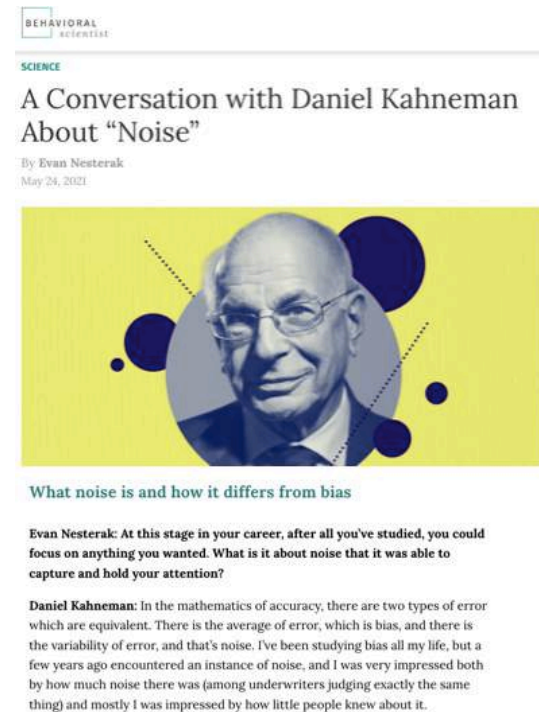 BEHAVIORAL
scientist
SCIENCE
A Conversation with Daniel Kahneman
About “Noise”
By Evan Nesterak
May 24, 2021
What noise is and how it differs from bias
Evan Nesterak: At this stage in your career, after all you’ve studied, you could
focus on anything you wanted. What is it about noise that it was able to
capture and hold your attention?
Daniel Kahneman: In the mathematics of accuracy, there are two types of error
which are equivalent. There is the average of error, which is bias, and there is
the variability of error, and that’s noise. I’ve been studying bias all my life, but a
few years ago encountered an instance of noise, and I was very impressed both
by how much noise there was (among underwriters judging exactly the same
thing) and mostly I was impressed by how little people knew about it.